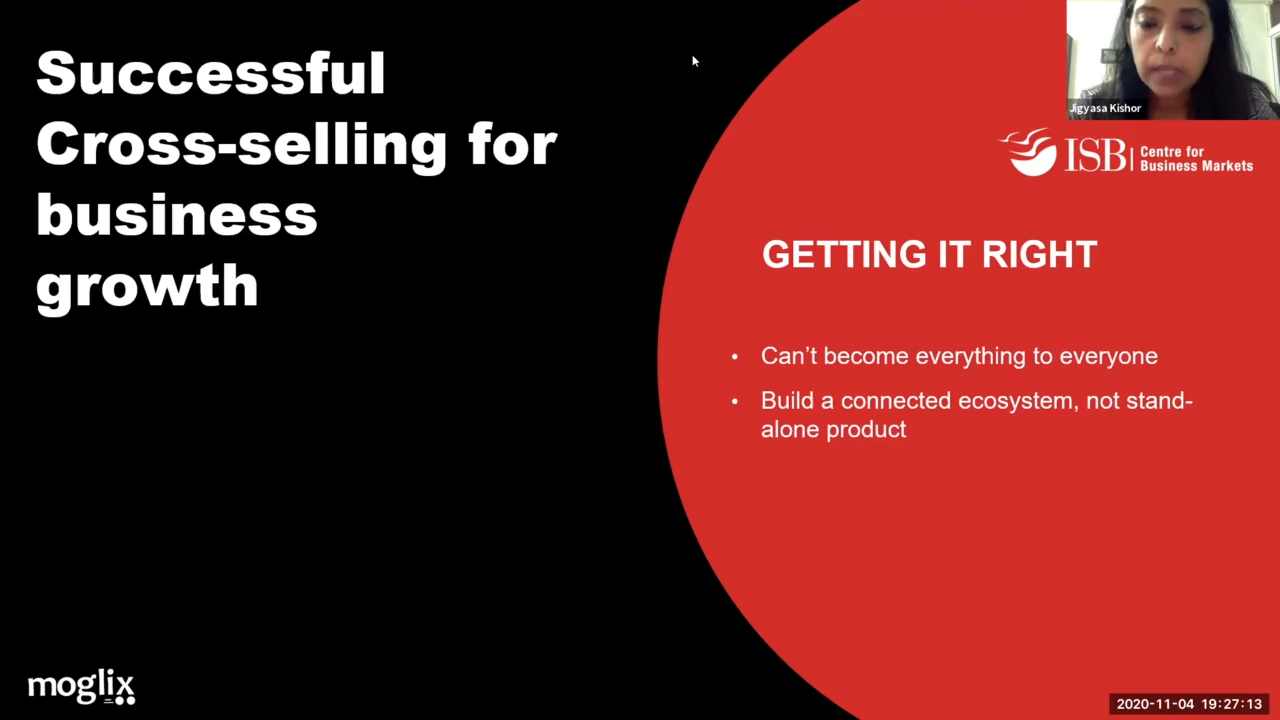 Successful
Cross-selling for
business
growth
Jigyasa Kishor
ISB
Centre for
Business Markets
GETTING IT RIGHT
• Can’t become everything to everyone
• Build a connected ecosystem, not stand-
alone product
moglix
2020-11-04 19:27:13